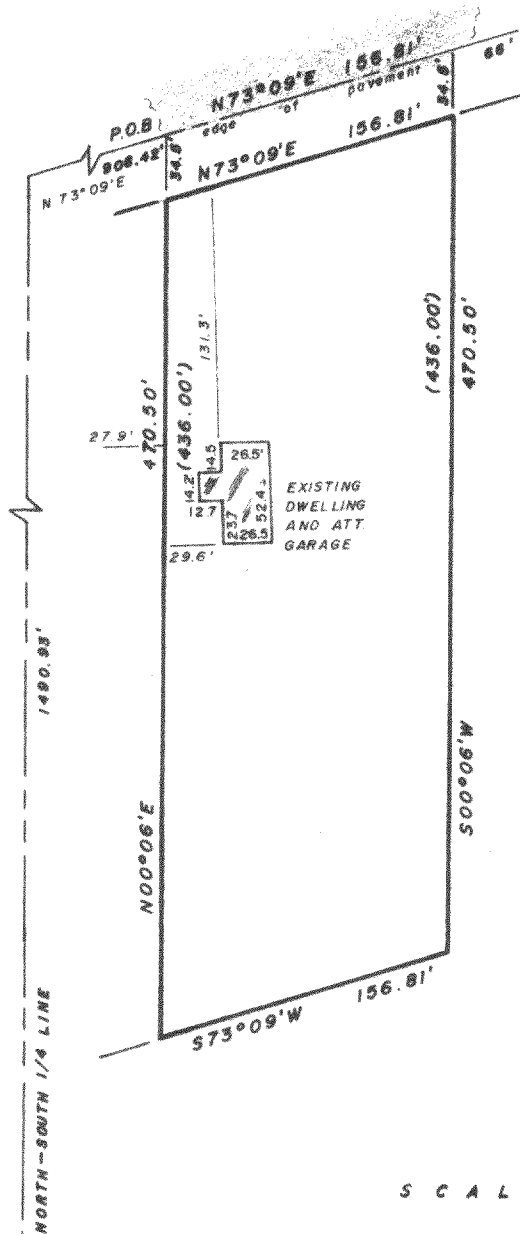 N73°09'E 156.81'
edge of pavement
66'
P.O.B
906.42'
N 73°09'E
34.5'
34.5'
N73°09'E 156.81'
131.3'
470.50'
(436.00')
(436.00')
470.50'
27.9'
14.5
26.5'
14.2'
12.7
23.7
52.4
26.5
29.6'
EXISTING
DWELLING
AND ATT.
GARAGE
1490.93'
N00°06'E
S00°06'W
156.81'
S73°09'W
NORTH-SOUTH 1/4 LINE
S C A L